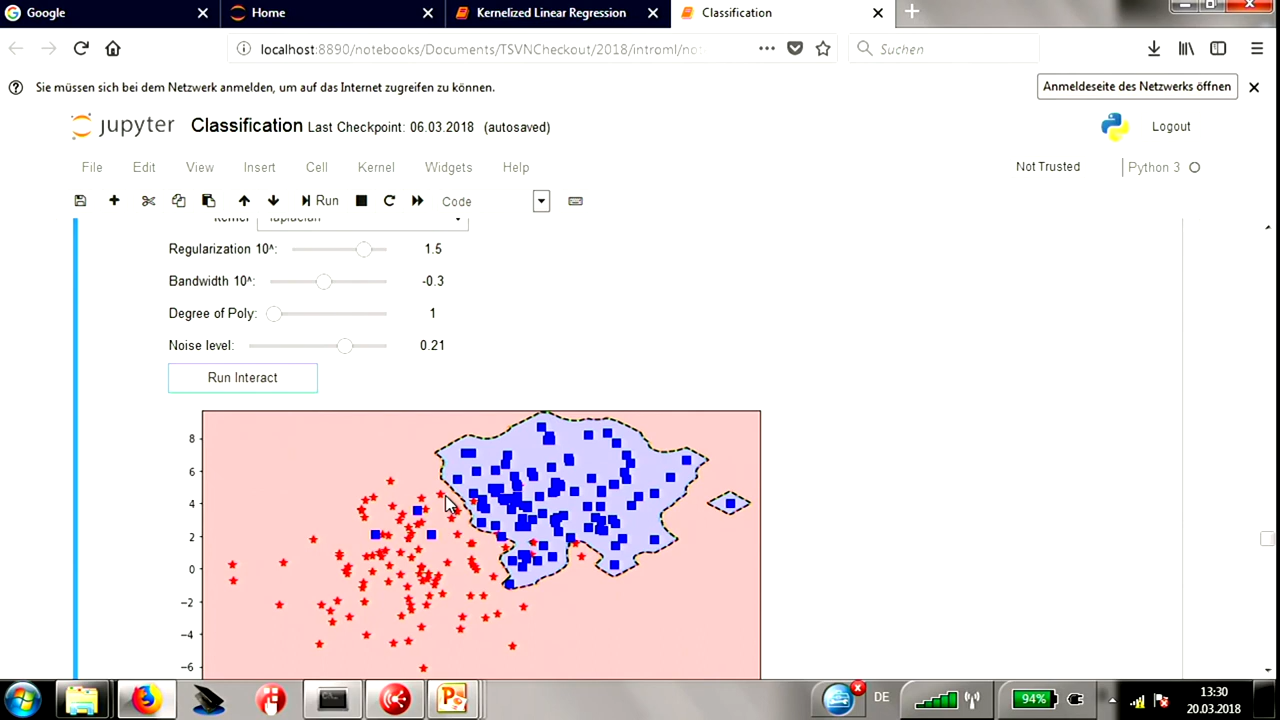 Google
Home
Kernelized Linear Regression
Classification
localhost:8890/notebooks/Documents/TSVNCheckout/2018/introml/no
Suchen
Sie müssen sich bei dem Netzwerk anmelden, um auf das Internet zugreifen zu können.
Anmeldeseite des Netzwerks öffnen
jupyter Classification Last Checkpoint: 06.03.2018 (autosaved)
Logout
File Edit View Insert Cell Kernel Widgets Help
Not Trusted
Python 3
Run
Code
Regularization 10^: 1.5
Bandwidth 10^: -0.3
Degree of Poly: 1
Noise level: 0.21
Run Interact
8
6
4
2
0
−2
−4
−6
DE
94%
13:30
20.03.2018